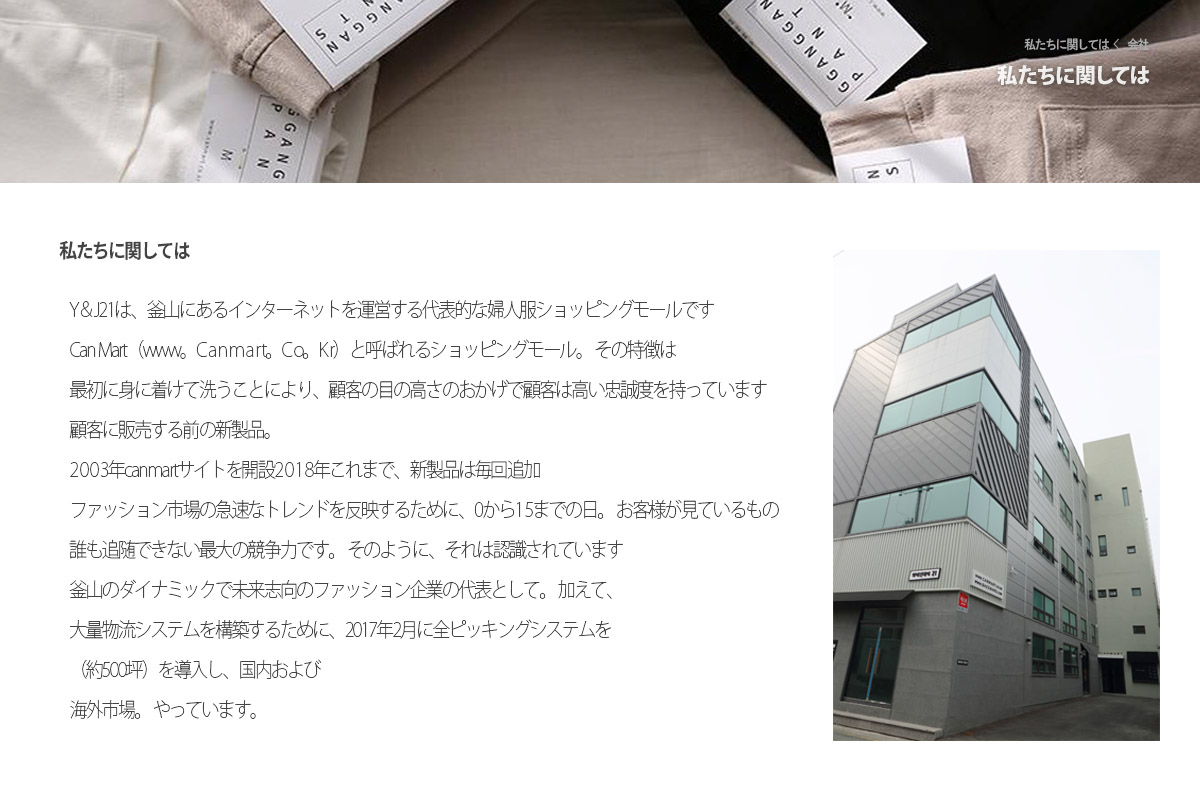 GANGGAN
NTS
GGANGGAN
PANT
"M"
GGANG
PAN
M
S
N
私たちに関しては く 会社
私たちに関しては
私たちに関しては
Y&J21は、釜山にあるインターネットを運営する代表的な婦人服ショッピングモールです
Can Mart（www。Canmart。Co。Kr）と呼ばれるショッピングモール。その特徴は
最初に身に着けて洗うことにより、顧客の目の高さのおかげで顧客は高い忠誠度を持っています
顧客に販売する前の新製品。
2003年canmartサイトを開設2018年これまで、新製品は毎回追加
ファッション市場の急速なトレンドを反映するために、0から15までの日。お客様が見ているもの
誰も追随できない最大の競争力です。そのように、それは認識されています
釜山のダイナミックで未来志向のファッション企業の代表として。加えて、
大量物流システムを構築するために、2017年2月に全ピッキングシステムを
（約500坪）を導入し、国内および
海外市場。やっています。